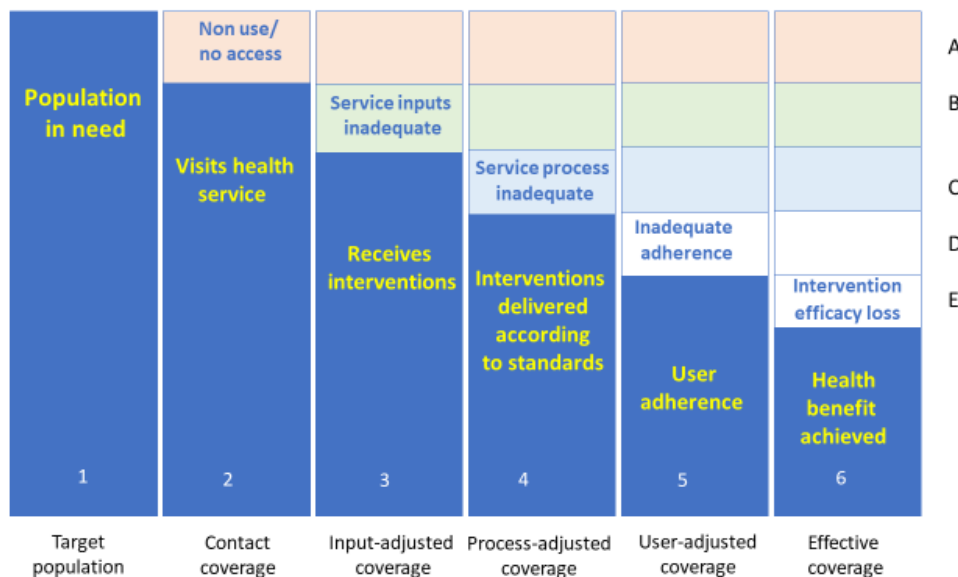 Non use/
no access
A
Population
in need
Service inputs
inadequate
B
Visits health
service
Service process
inadequate
C
Receives
interventions
Inadequate
adherence
D
Interventions
delivered
according
to standards
Intervention
efficacy loss
E
User
adherence
Health
benefit
achieved
1
2
3
4
5
6
Target
population
Contact
coverage
Input-adjusted
coverage
Process-adjusted
coverage
User-adjusted
coverage
Effective
coverage